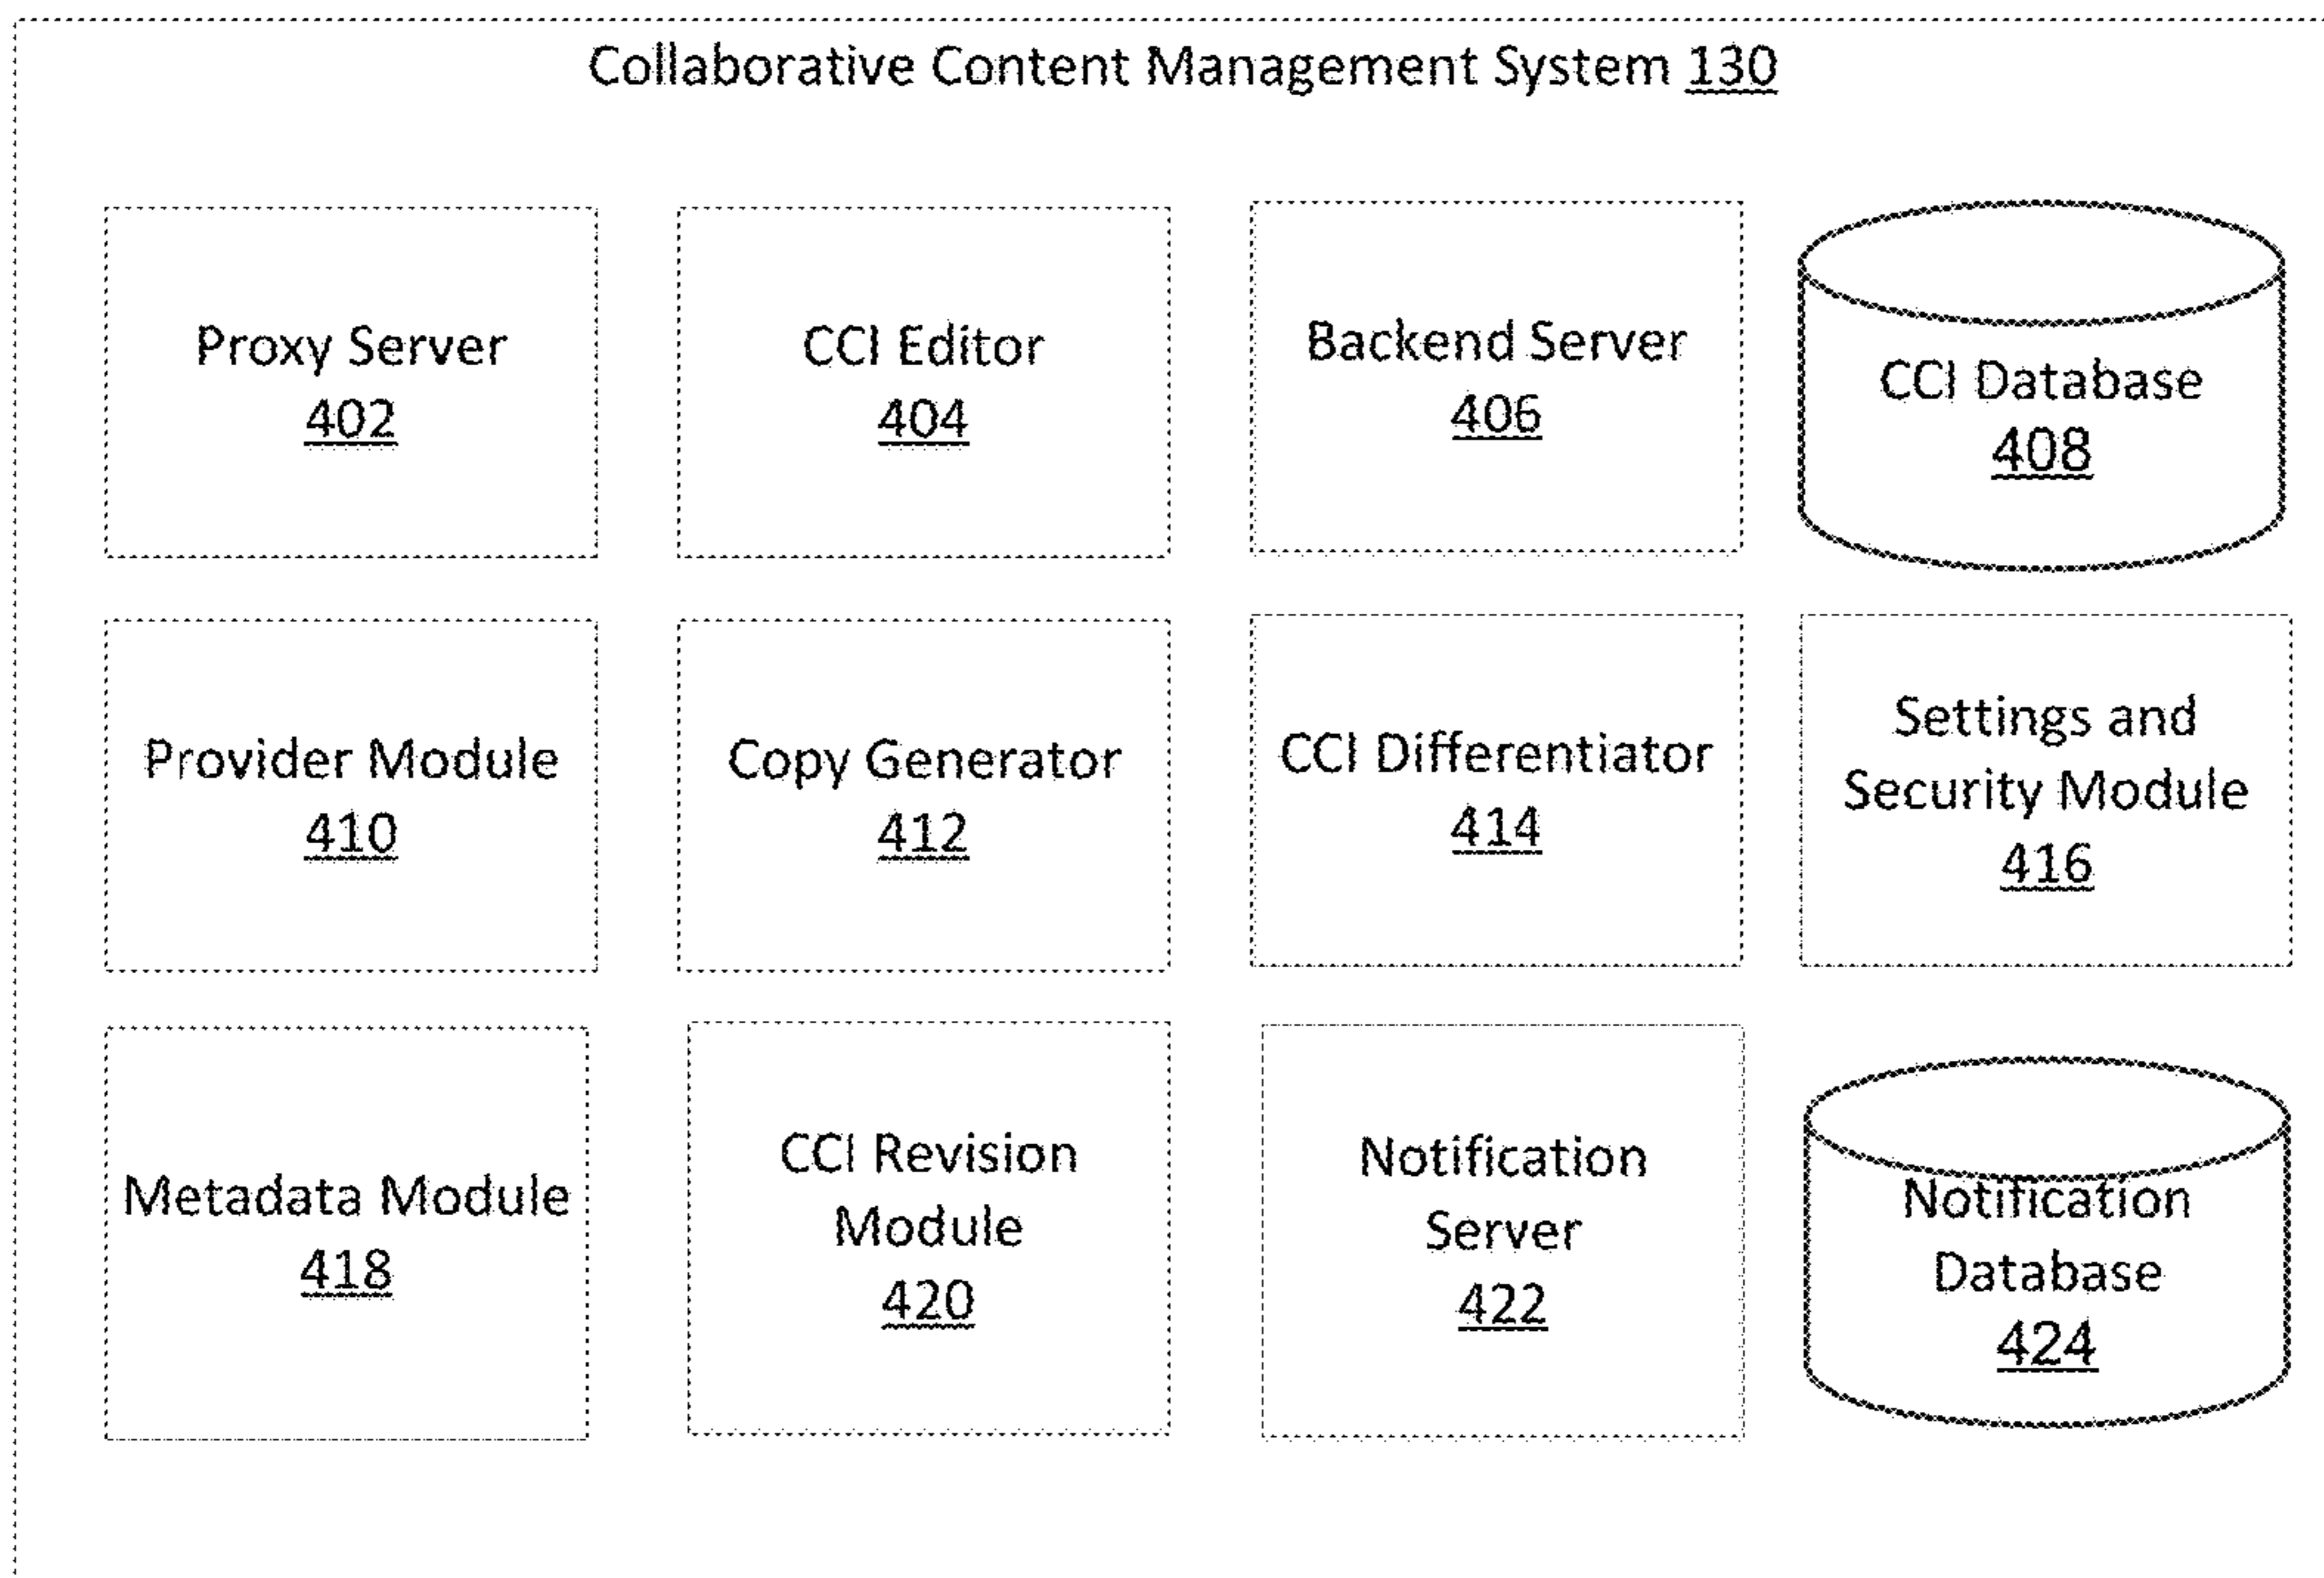 Collaborative Content Management System 130
Proxy Server
402
CCI Editor
404
Backend Server
406
CCI Database
408
Provider Module
410
Copy Generator
412
CCI Differentiator
414
Settings and
Security Module
416
Metadata Module
418
CCI Revision
Module
420
Notification
Server
422
Notification
Database
424